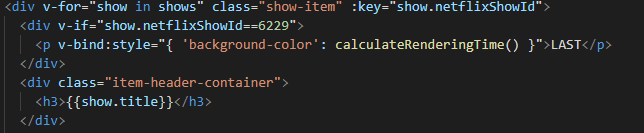 <div v-for="show in shows" class="show-item" :key="show.netflixShowId">
<div v-if="show.netflixShowId==6229">
<p v-bind:style="{ 'background-color': calculateRenderingTime() }">LAST</p>
</div>
<div class="item-header-container">
<h3>{{show.title}}</h3>
</div>